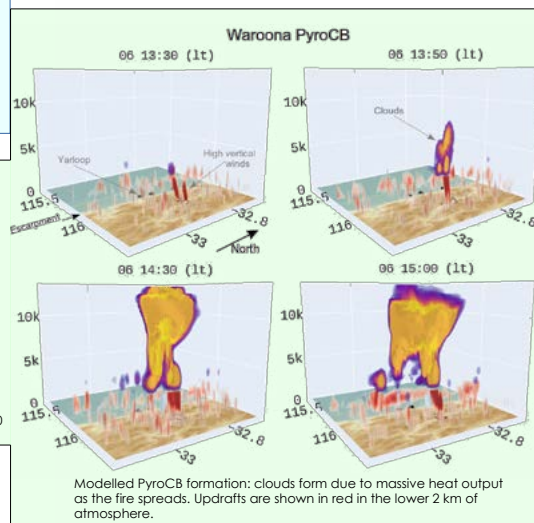 Waroona PyroCB
06 13:30 (lt)
10k
5k
0
115.5
116
-33
-32.8
Yarloop
High vertical
winds
Escarpment
North
06 13:50 (lt)
10k
5k
0
115.5
116
-33
-32.8
Clouds
06 14:30 (lt)
10k
5k
0
115.5
116
-33
-32.8
06 15:00 (lt)
10k
5k
0
115.5
116
-33
-32.8
Modelled PyroCB formation: clouds form due to massive heat output
as the fire spreads. Updrafts are shown in red in the lower 2 km of
atmosphere.